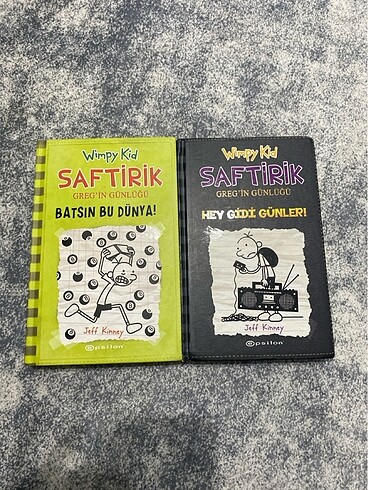 Wimpy Kid
SAFTİRİK
GREG'İN GÜNLÜĞÜ
BATSIN BU DÜNYA!
Jeff Kinney
epsilon
Wimpy Kid
SAFTİRİK
GREG'İN GÜNLÜĞÜ
HEY GİDİ GÜNLER!
Jeff Kinney
epsilon